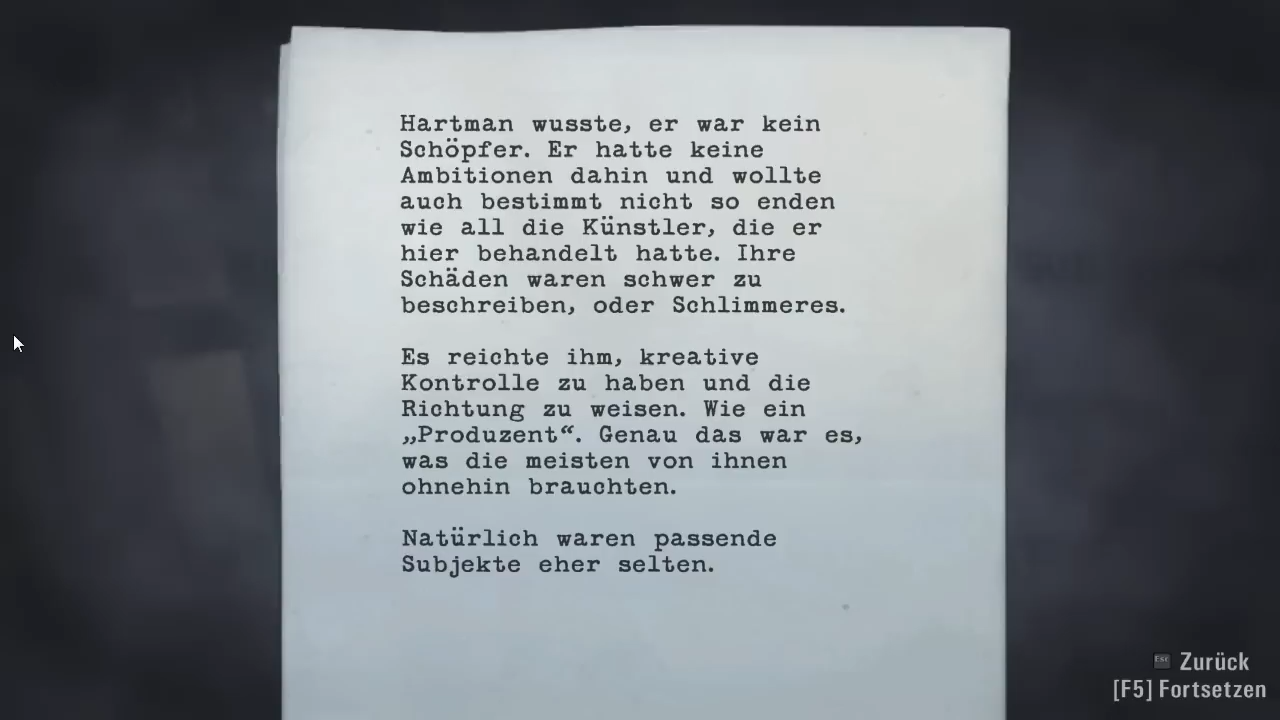 Hartman wusste, er war kein
Schöpfer. Er hatte keine
Ambitionen dahin und wollte
auch bestimmt nicht so enden
wie all die Künstler, die er
hier behandelt hatte. Ihre
Schäden waren schwer zu
beschreiben, oder Schlimmeres.
Es reichte ihm, kreative
Kontrolle zu haben und die
Richtung zu weisen. Wie ein
„Produzent“. Genau das war es,
was die meisten von ihnen
ohnehin brauchten.
Natürlich waren passende
Subjekte eher selten.
Esc Zurück
[F5] Fortsetzen